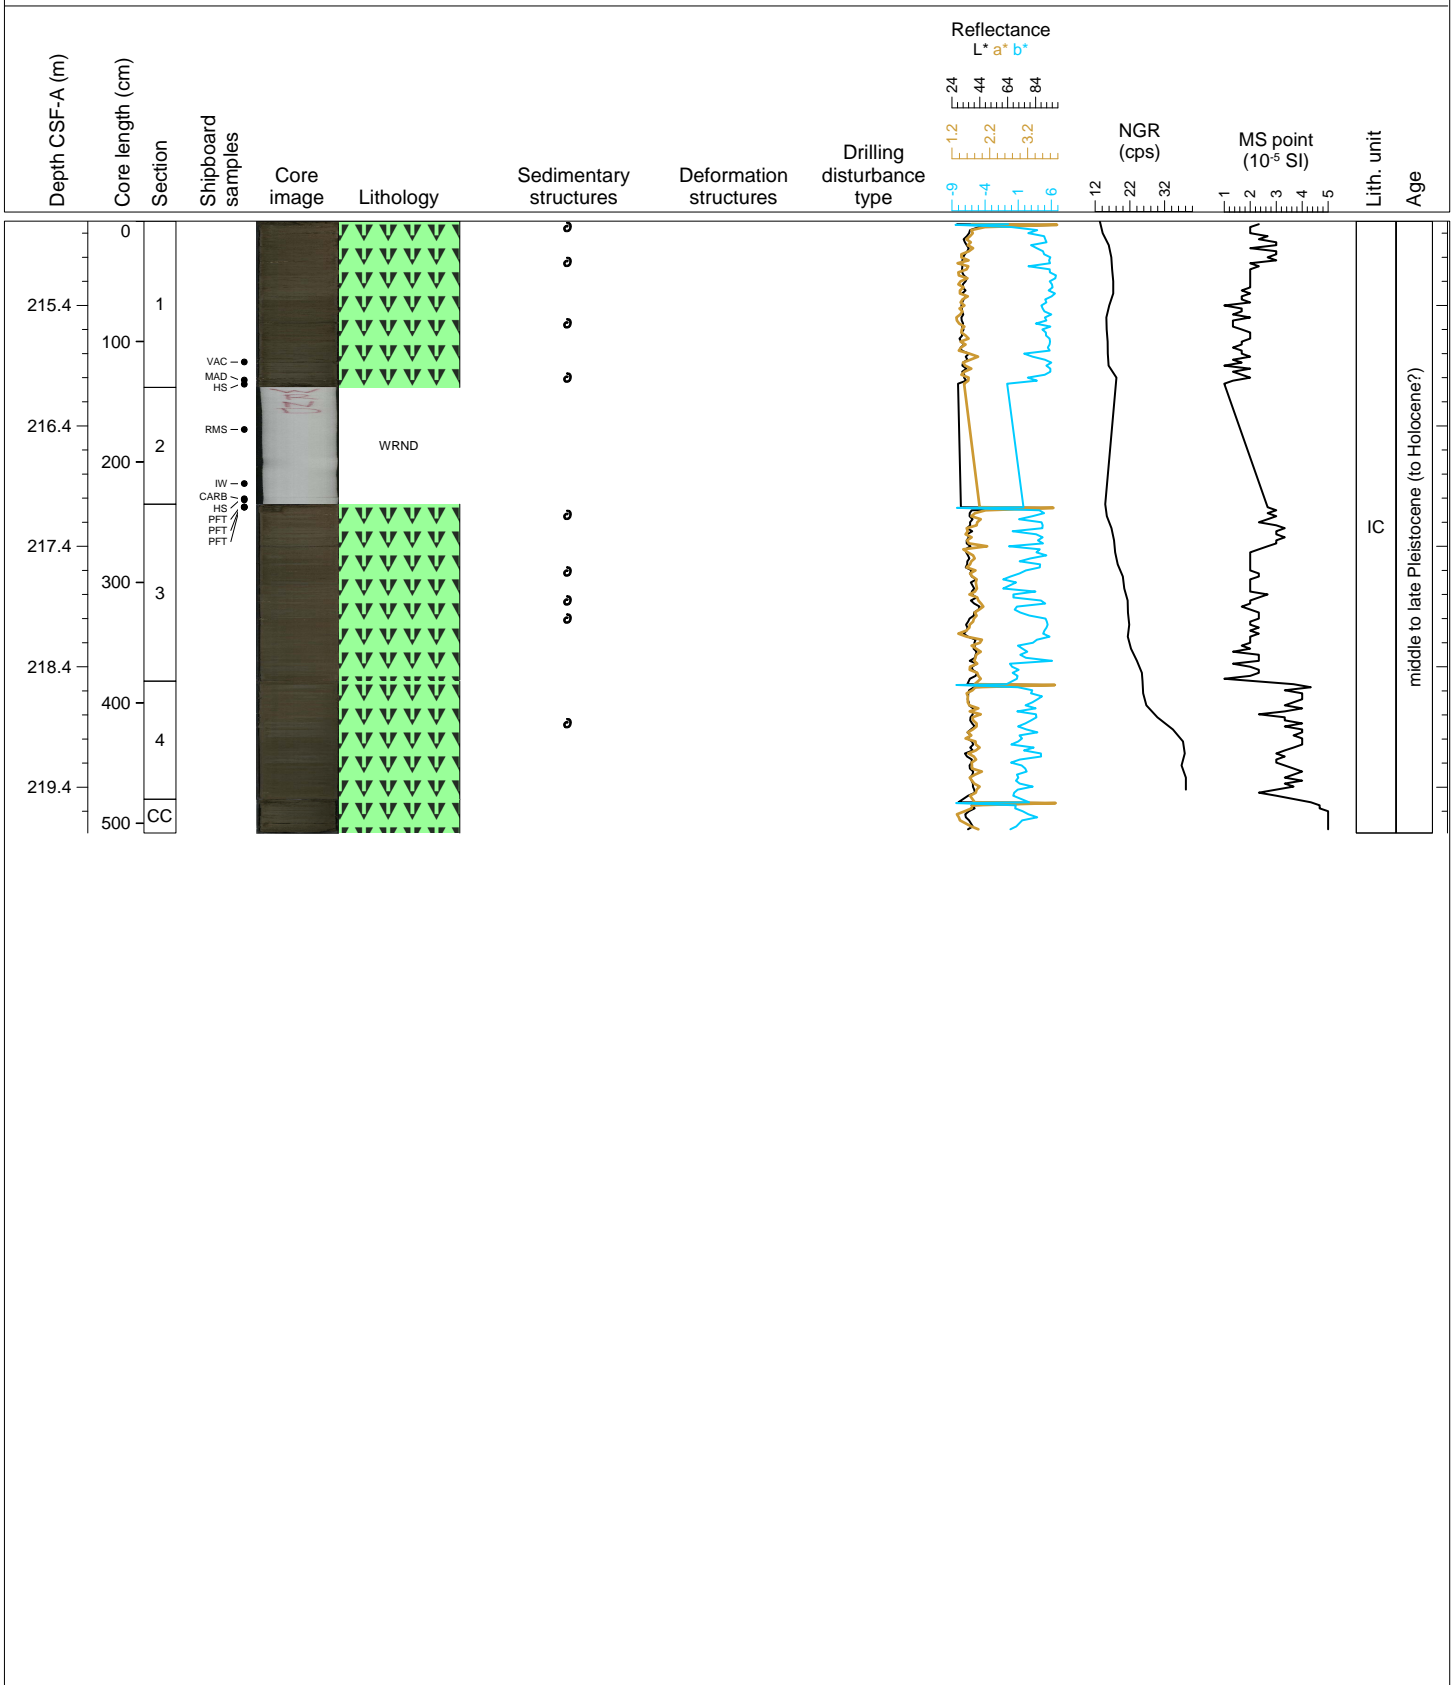 Reflectance
L* a* b*
24 44 64 84
1.2 2.2 3.2
-9 -4 1 6
Depth CSF-A (m)
Core length (cm)
Section
Shipboard
samples
Core
image
Lithology
Sedimentary
structures
Deformation
structures
Drilling
disturbance
type
NGR
(cps)
12 22 32
MS point
(10-5 SI)
1 2 3 4 5
Lith. unit
Age
0
215.4
1
100
VAC
MAD
HS
216.4
RMS
2
WRND
200
IW
CARB
HS
PFT
PFT
PFT
217.4
IC
middle to late Pleistocene (to Holocene?)
300
3
218.4
400
4
219.4
CC
500